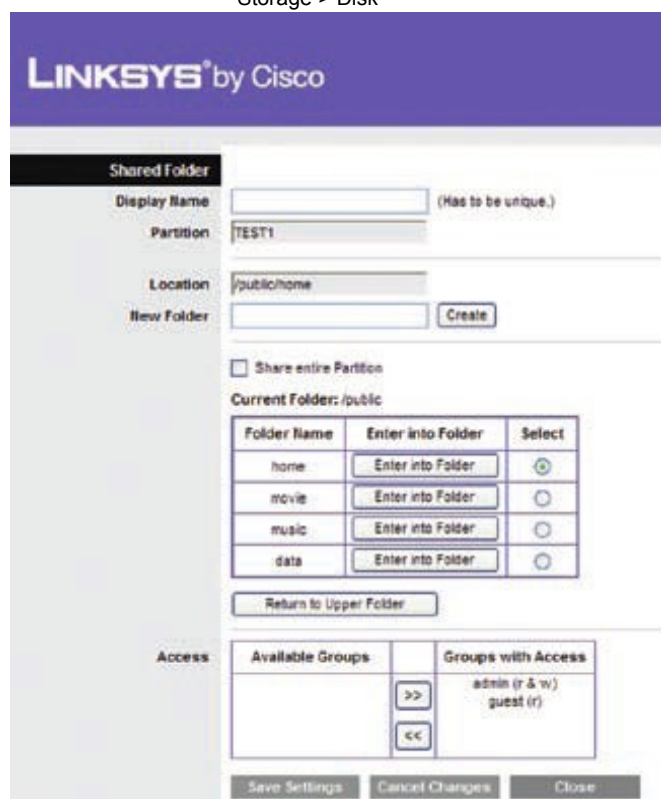 Storage > Disk
LINKSYS® by Cisco
Shared Folder
Display Name (Has to be unique.)
Partition TEST1
Location /public/home
New Folder Create
Share entire Partition
Current Folder: /public
Folder Name Enter into Folder Select
home Enter into Folder
movie Enter into Folder
music Enter into Folder
data Enter into Folder
Return to Upper Folder
Access Available Groups Groups with Access
admin (r & w)
>> guest (r)
<<
Save Settings Cancel Changes Close